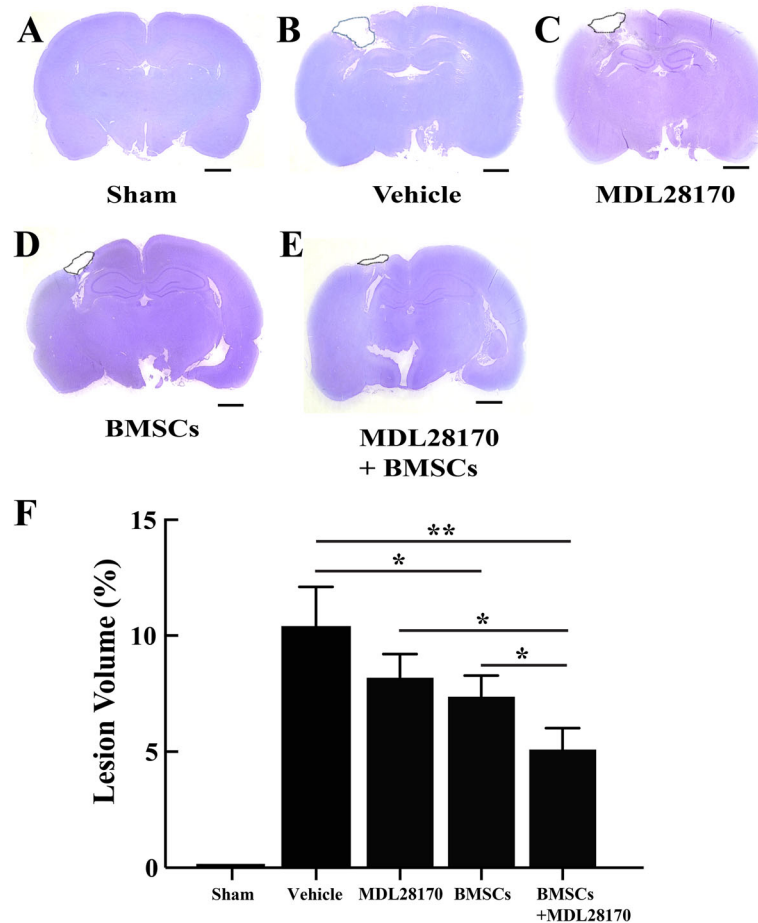 A
B
C
Sham
Vehicle
MDL28170
D
E
BMSCs
MDL28170
+ BMSCs
F
Lesion Volume (%)
15
10
5
0
**
*
*
*
Sham
Vehicle
MDL28170
BMSCs
BMSCs
+MDL28170